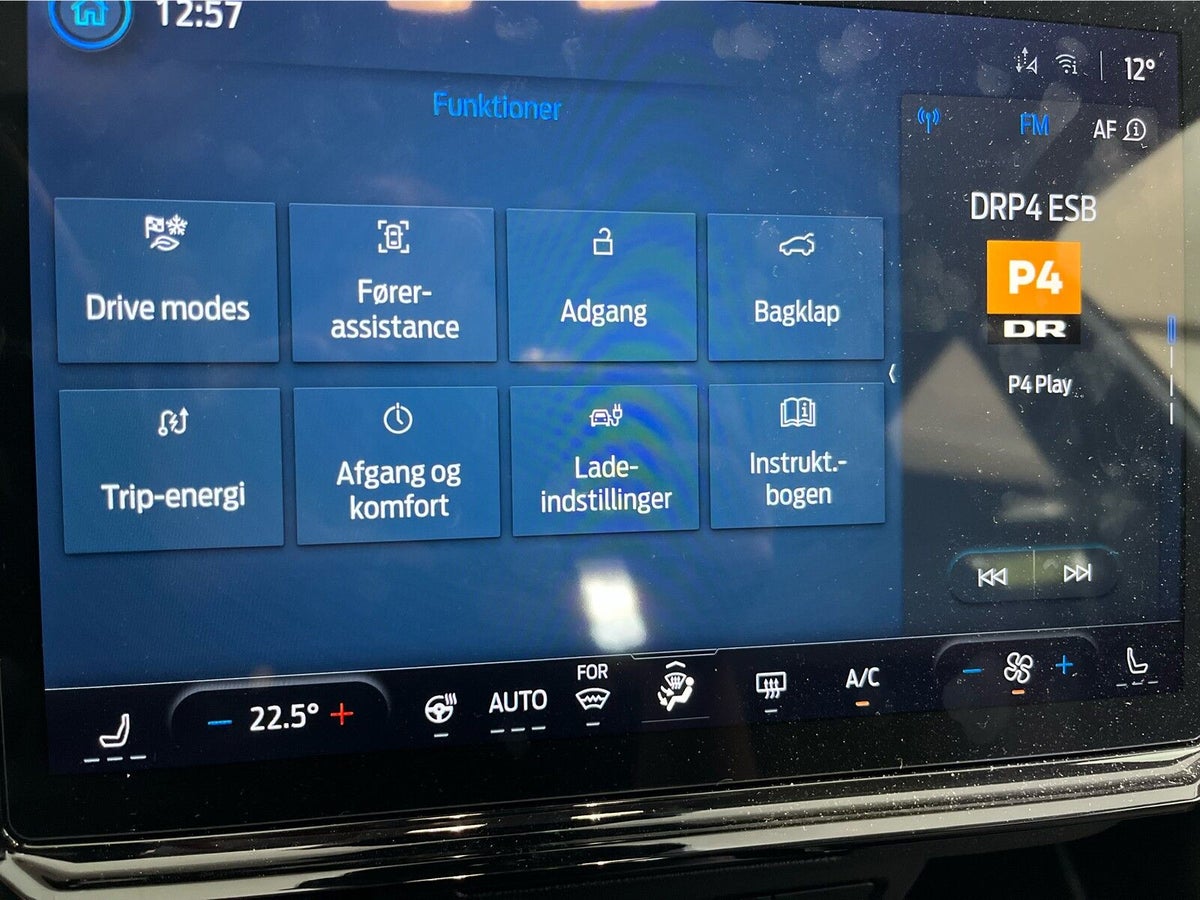 12:57
12°
Funktioner
FM
AF
DRP4 ESB
P4
DR
P4 Play
Drive modes
Fører-
assistance
Adgang
Bagklap
Trip-energi
Afgang og
komfort
Lade-
indstillinger
Instrukt.-
bogen
22.5°
AUTO
FOR
A/C